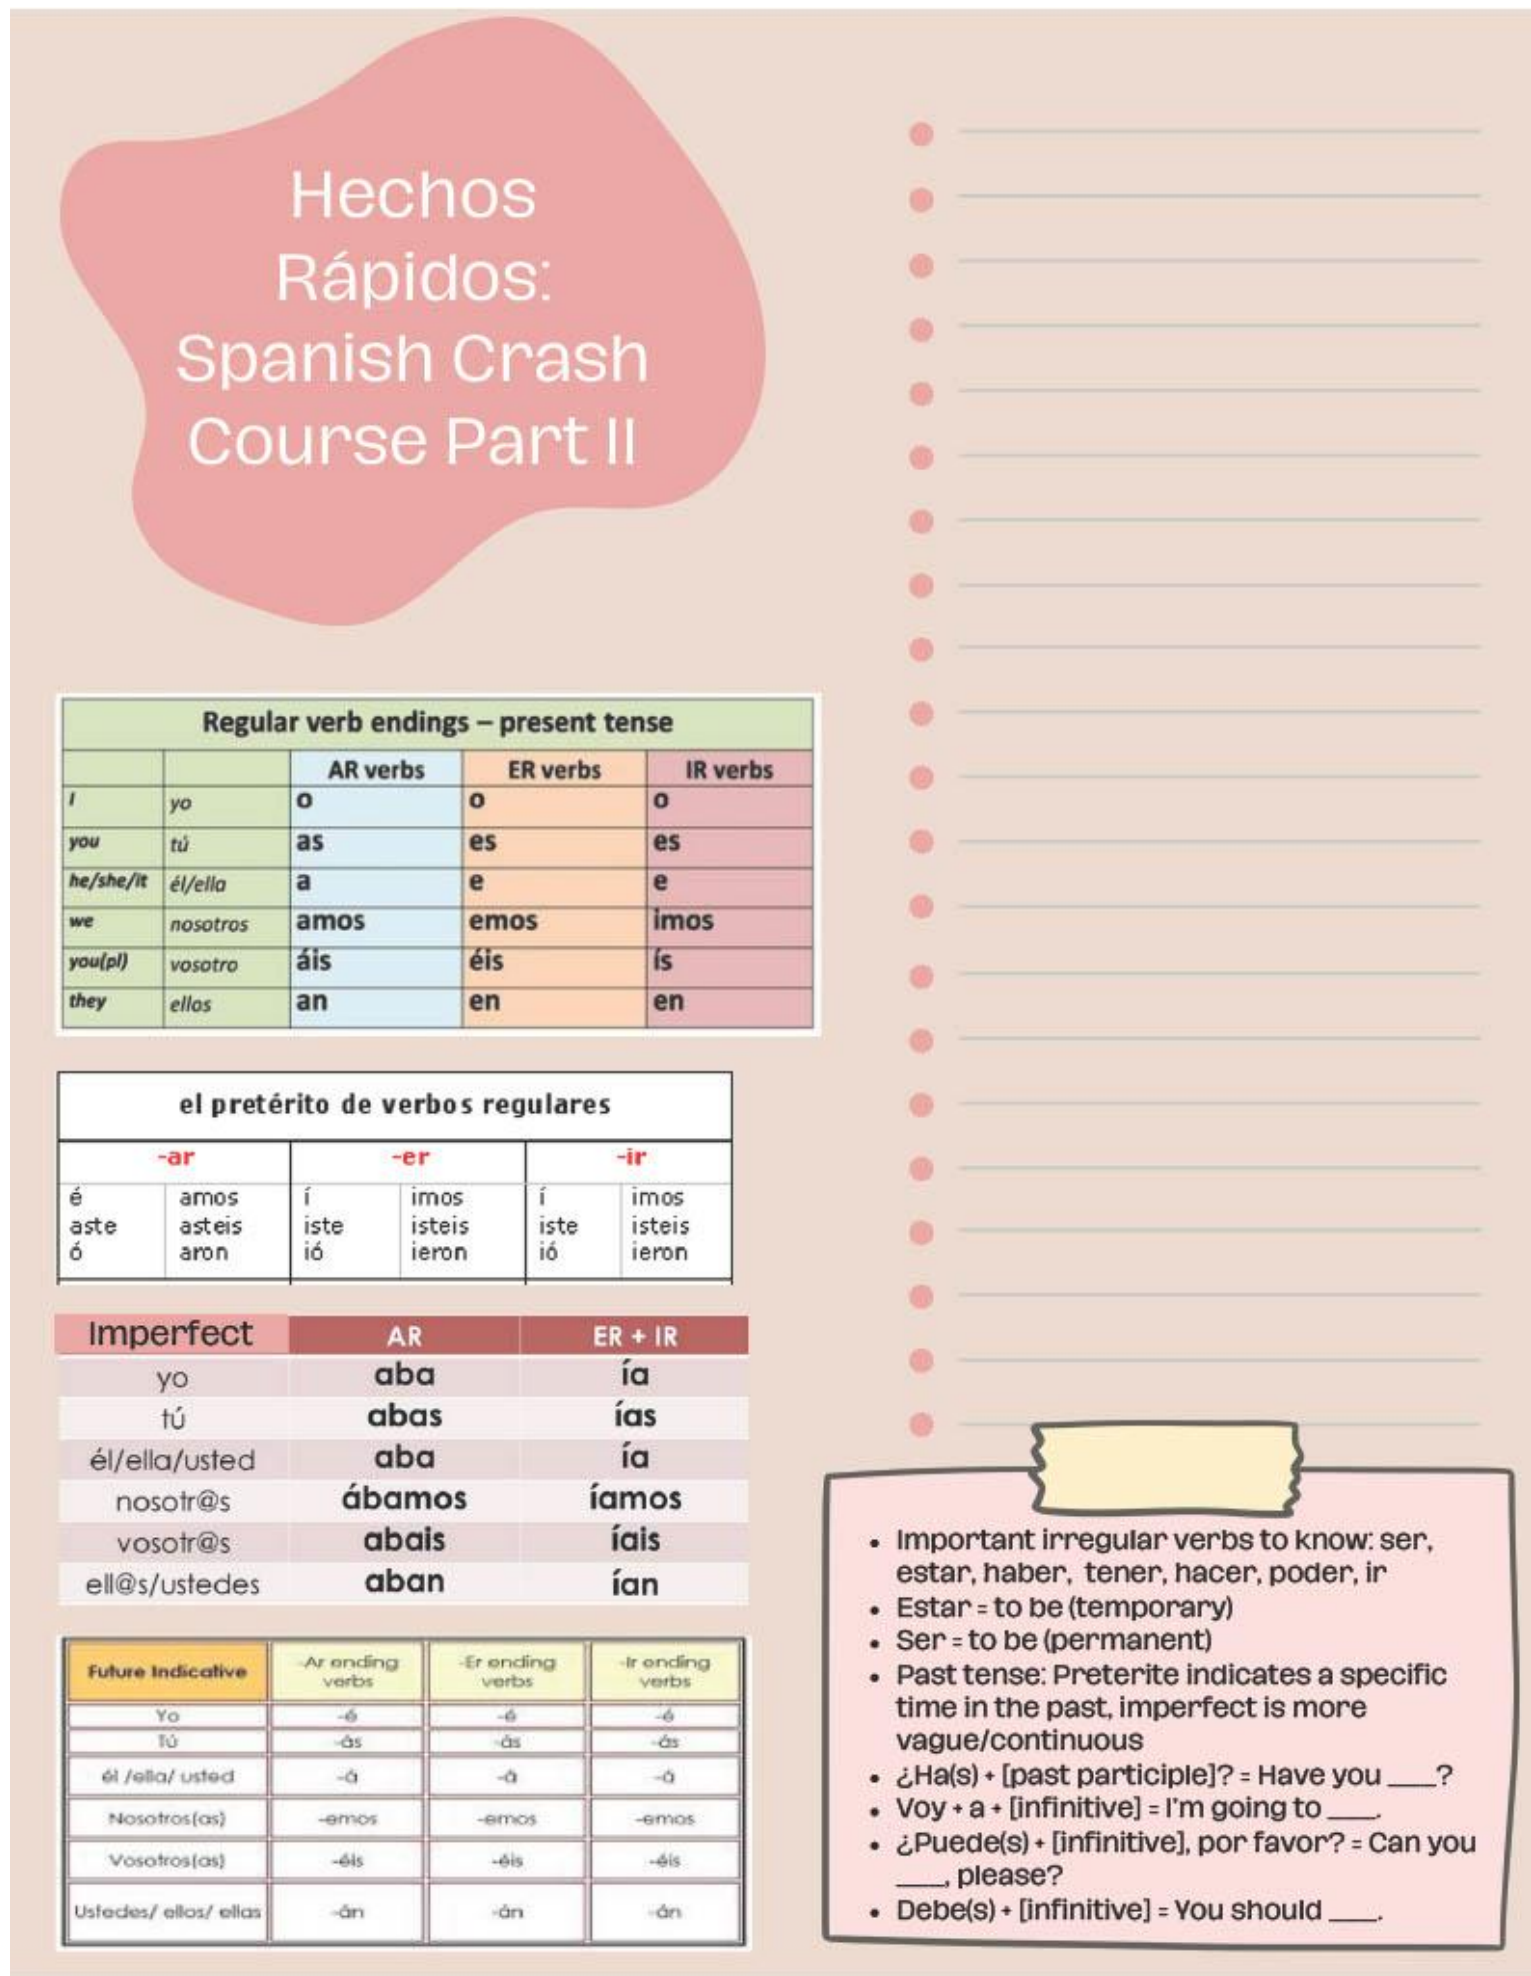 Hechos
Rápidos:
Spanish Crash
Course Part II
Regular verb endings – present tense
AR verbs ER verbs IR verbs
I yo o o o
you tú as es es
he/she/it él/ella a e e
we nosotros amos emos imos
you(pl) vosotro áis éis ís
they ellos an en en
el pretérito de verbos regulares
-ar -er -ir
é amos í imos í imos
aste asteis iste isteis iste isteis
ó aron ió ieron ió ieron
Imperfect AR ER + IR
yo aba ía
tú abas ías
él/ella/usted aba ía
nosotr@s ábamos íamos
vosotr@s abais íais
ell@s/ustedes aban ían
Future Indicative -Ar ending verbs -Er ending verbs -Ir ending verbs
Yo -é -é -é
Tú -ás -ás -ás
él /ella/ usted -á -á -á
Nosotros(as) -emos -emos -emos
Vosotros(as) -éis -éis -éis
Ustedes/ ellos/ ellas -án -án -án
• Important irregular verbs to know: ser,
estar, haber, tener, hacer, poder, ir
• Estar = to be (temporary)
• Ser = to be (permanent)
• Past tense: Preterite indicates a specific
time in the past, imperfect is more
vague/continuous
• ¿Ha(s) + [past participle]? = Have you ___?
• Voy + a + [infinitive] = I'm going to ___.
• ¿Puede(s) + [infinitive], por favor? = Can you
___, please?
• Debe(s) + [infinitive] = You should ___.